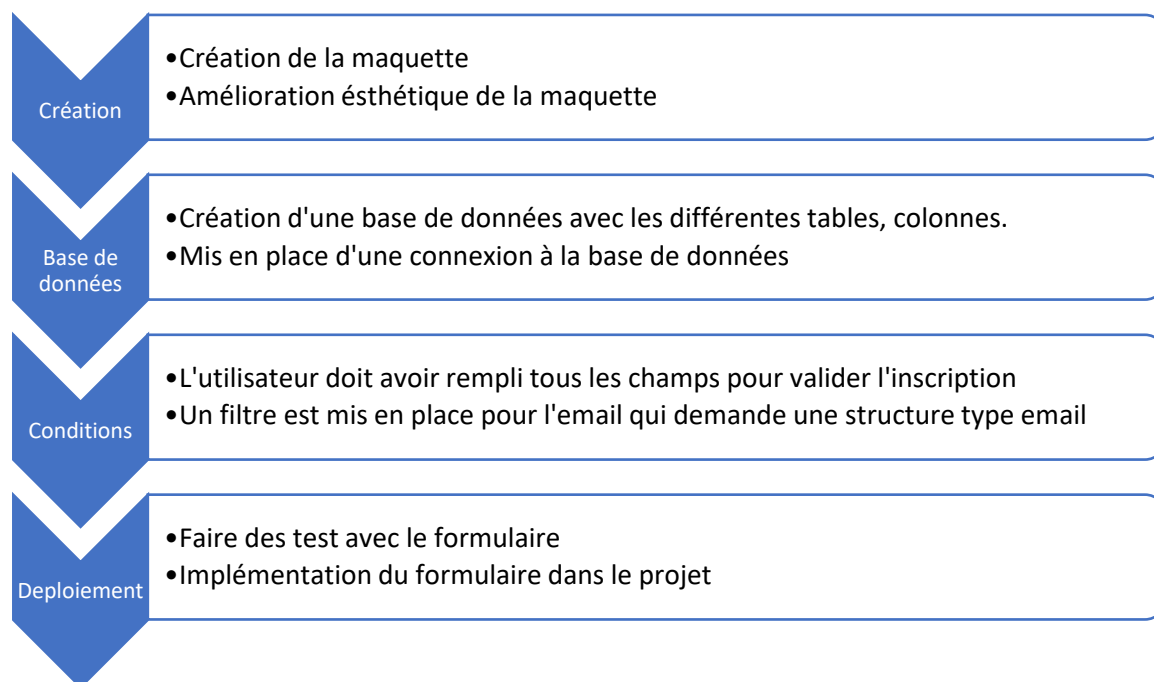 Création
•Création de la maquette
•Amélioration ésthétique de la maquette
Base de
données
•Création d'une base de données avec les différentes tables, colonnes.
•Mis en place d'une connexion à la base de données
Conditions
•L'utilisateur doit avoir rempli tous les champs pour valider l'inscription
•Un filtre est mis en place pour l'email qui demande une structure type email
Deploiement
•Faire des test avec le formulaire
•Implémentation du formulaire dans le projet